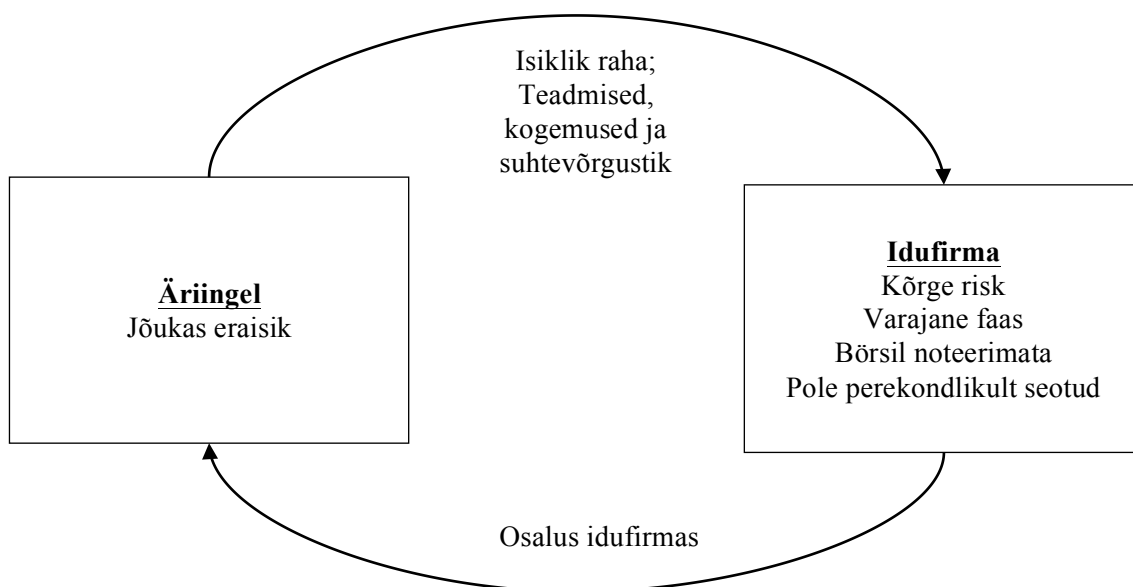 Isiklik raha;
Teadmised,
kogemused ja
suhtevõrgustik
Äriingel
Jõukas eraisik
Idufirma
Kõrge risk
Varajane faas
Börsil noteerimata
Pole perekondlikult seotud
Osalus idufirmas